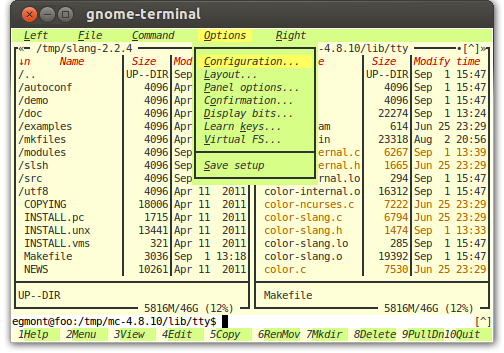 gnome-terminal
Left File Command Options Right
«— /tmp/slang-2.2.4 -4.8.10/lib/tty •[^]»
↓n Name Size Mod Configuration... e Size Modify time
/.. UP--DIR Sep Layout... UP--DIR Sep 1 15:47
/autoconf 4096 Apr Panel options... 4096 Sep 1 15:47
/demo 4096 Apr Confirmation... 4096 Sep 1 15:47
/doc 4096 Apr Display bits... 22274 Sep 1 13:24
/examples 4096 Apr Learn keys... am 614 Jun 25 23:29
/mkfiles 4096 Apr Virtual FS... in 23318 Aug 2 20:56
/modules 4096 Apr ernal.c 6267 Sep 1 13:39
/slsh 4096 Apr Save setup ernal.h 1665 Jun 25 23:29
/src 4096 Apr ernal.lo 294 Sep 1 15:47
/utf8 4096 Apr 11 2011 color-internal.o 16312 Sep 1 15:47
COPYING 18006 Apr 11 2011 color-ncurses.c 7222 Jun 25 23:29
INSTALL.pc 1715 Apr 11 2011 color-slang.c 6794 Jun 25 23:29
INSTALL.unx 13441 Apr 11 2011 color-slang.h 1474 Sep 1 13:33
INSTALL.vms 321 Apr 11 2011 color-slang.lo 285 Sep 1 15:47
Makefile 3036 Sep 1 13:18 color-slang.o 19392 Sep 1 15:47
NEWS 10261 Apr 11 2011 color.c 7530 Jun 25 23:29
UP--DIR Makefile
5816M/46G (12%) 5816M/46G (12%)
egmont@foo:/tmp/mc-4.8.10/lib/tty$ [^]
1Help 2Menu 3View 4Edit 5Copy 6RenMov 7Mkdir 8Delete 9PullDn 10Quit